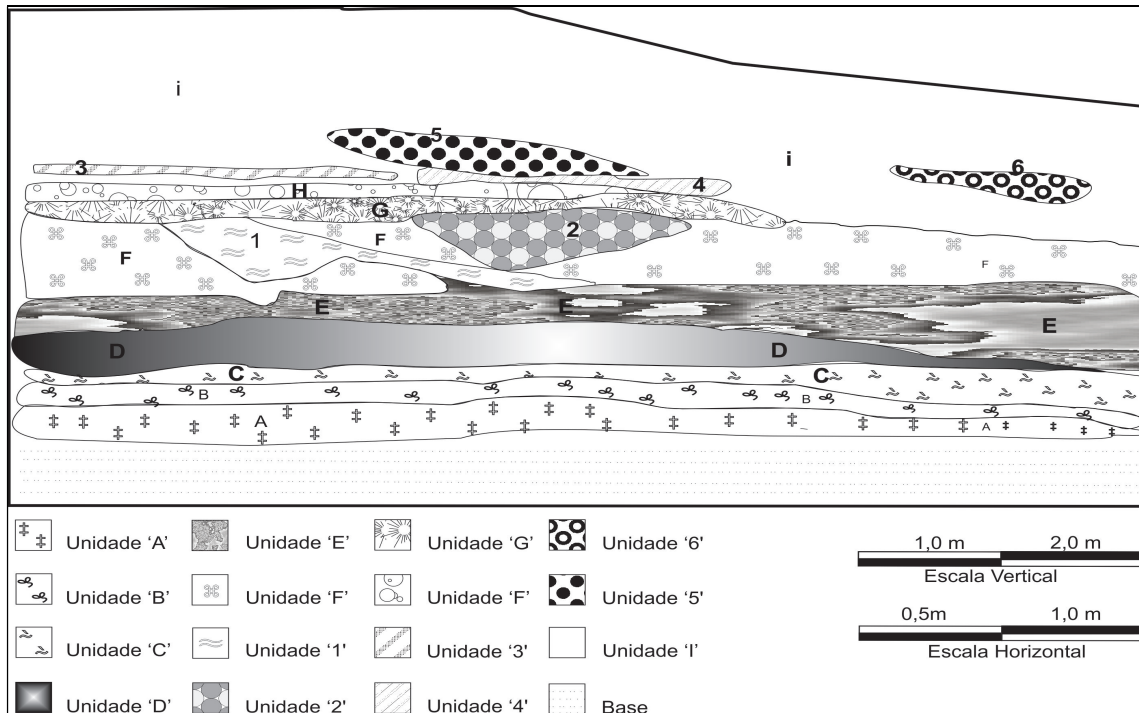 i
5
i
6
3
4
H
G
1
F
2
F
F
E
E
E
D
D
C
C
B
B
A
A
Unidade 'A' Unidade 'E' Unidade 'G' Unidade '6'
1,0 m 2,0 m
Escala Vertical
Unidade 'B' Unidade 'F' Unidade 'F' Unidade '5'
0,5m 1,0 m
Escala Horizontal
Unidade 'C' Unidade '1' Unidade '3' Unidade 'I'
Unidade 'D' Unidade '2' Unidade '4' Base